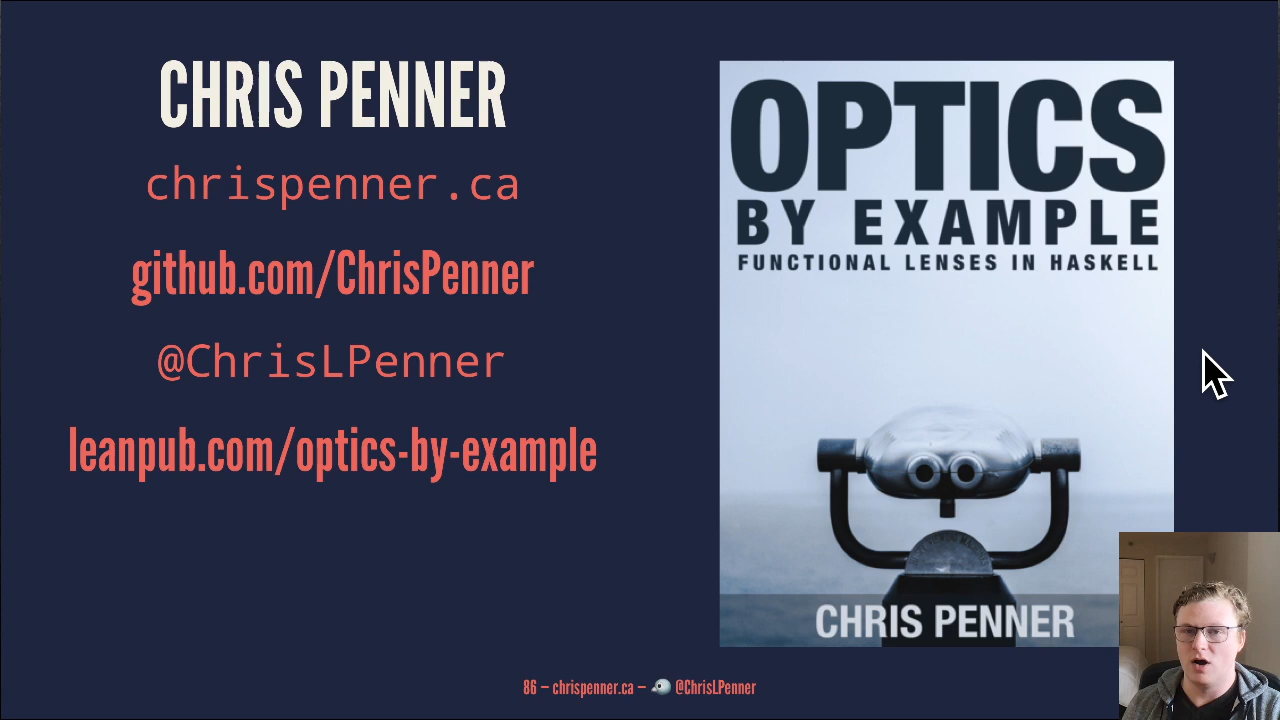 CHRIS PENNER
chrispenner.ca
github.com/ChrisPenner
@ChrisLPenner
leanpub.com/optics-by-example
OPTICS
BY EXAMPLE
FUNCTIONAL LENSES IN HASKELL
CHRIS PENNER
86 – chrispenner.ca – @ChrisLPenner